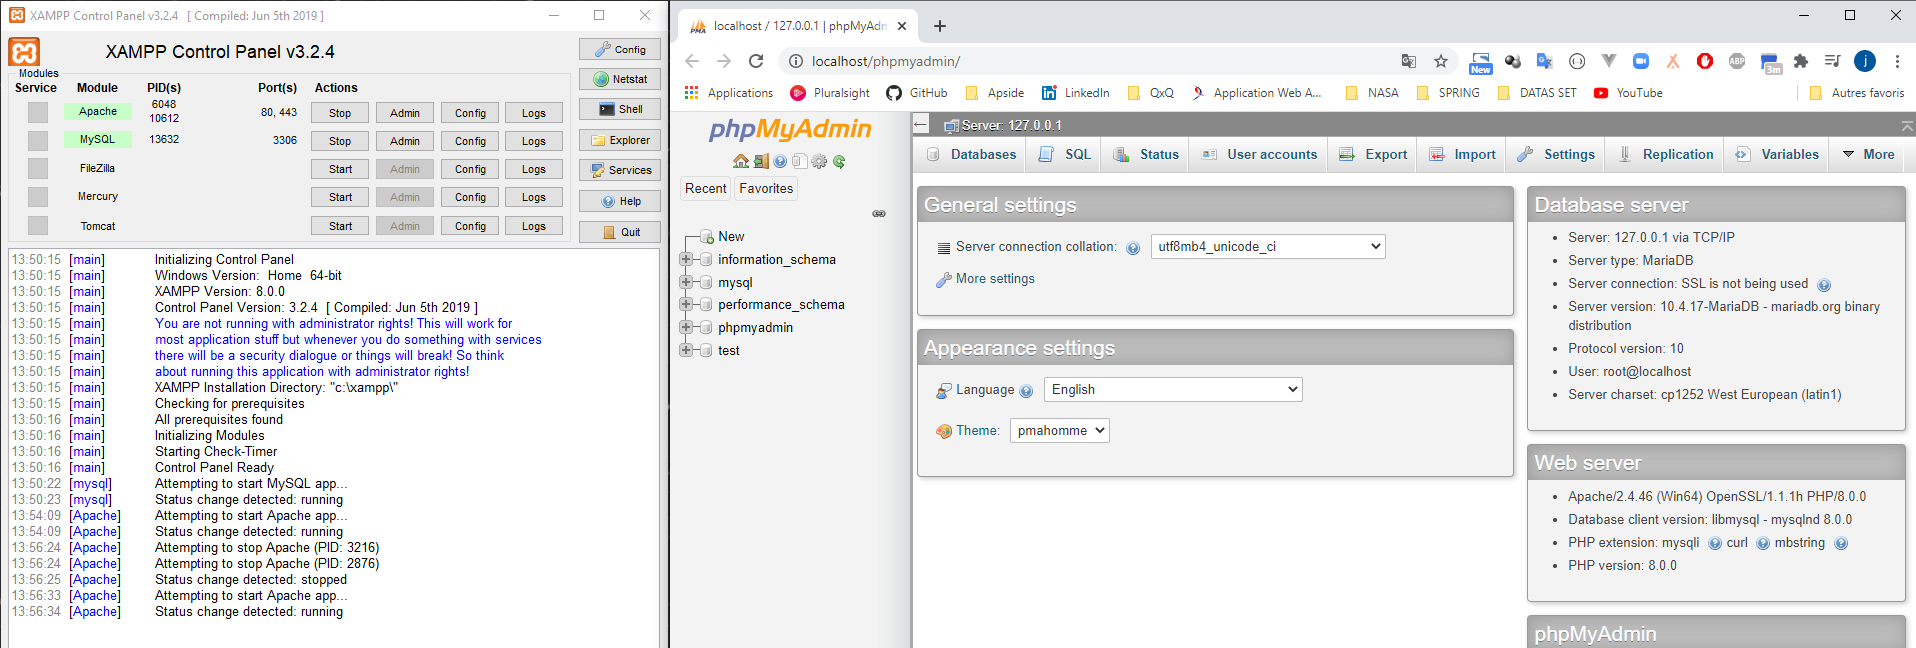 XAMPP Control Panel v3.2.4 [ Compiled: Jun 5th 2019 ]
XAMPP Control Panel v3.2.4
Config
Modules
Service Module PID(s) Port(s) Actions
Netstat
Apache 6048 10612 80, 443 Stop Admin Config Logs
Shell
MySQL 13632 3306 Stop Admin Config Logs
Explorer
FileZilla Start Admin Config Logs
Services
Mercury Start Admin Config Logs
Help
Tomcat Start Admin Config Logs
Quit
13:50:15 [main] Initializing Control Panel
13:50:15 [main] Windows Version: Home 64-bit
13:50:15 [main] XAMPP Version: 8.0.0
13:50:15 [main] Control Panel Version: 3.2.4 [ Compiled: Jun 5th 2019 ]
13:50:15 [main] You are not running with administrator rights! This will work for
13:50:15 [main] most application stuff but whenever you do something with services
13:50:15 [main] there will be a security dialogue or things will break! So think
13:50:15 [main] about running this application with administrator rights!
13:50:15 [main] XAMPP Installation Directory: "c:\xampp\"
13:50:15 [main] Checking for prerequisites
13:50:16 [main] All prerequisites found
13:50:16 [main] Initializing Modules
13:50:16 [main] Starting Check-Timer
13:50:16 [main] Control Panel Ready
13:50:22 [mysql] Attempting to start MySQL app...
13:50:23 [mysql] Status change detected: running
13:54:09 [Apache] Attempting to start Apache app...
13:54:09 [Apache] Status change detected: running
13:56:24 [Apache] Attempting to stop Apache (PID: 3216)
13:56:24 [Apache] Attempting to stop Apache (PID: 2876)
13:56:25 [Apache] Status change detected: stopped
13:56:33 [Apache] Attempting to start Apache app...
13:56:34 [Apache] Status change detected: running
localhost / 127.0.0.1 | phpMyAdm
localhost/phpmyadmin/
New
ABP
3m
j
Applications Pluralsight GitHub Apside LinkedIn QxQ Application Web A... NASA SPRING DATAS SET YouTube Autres favoris
phpMyAdmin
Recent Favorites
New
information_schema
mysql
performance_schema
phpmyadmin
test
Server: 127.0.0.1
Databases SQL Status User accounts Export Import Settings Replication Variables More
General settings
Server connection collation: utf8mb4_unicode_ci
More settings
Appearance settings
Language English
Theme: pmahomme
Database server
Server: 127.0.0.1 via TCP/IP
Server type: MariaDB
Server connection: SSL is not being used
Server version: 10.4.17-MariaDB - mariadb.org binary
distribution
Protocol version: 10
User: root@localhost
Server charset: cp1252 West European (latin1)
Web server
Apache/2.4.46 (Win64) OpenSSL/1.1.1h PHP/8.0.0
Database client version: libmysql - mysqlnd 8.0.0
PHP extension: mysqli curl mbstring
PHP version: 8.0.0
phpMyAdmin